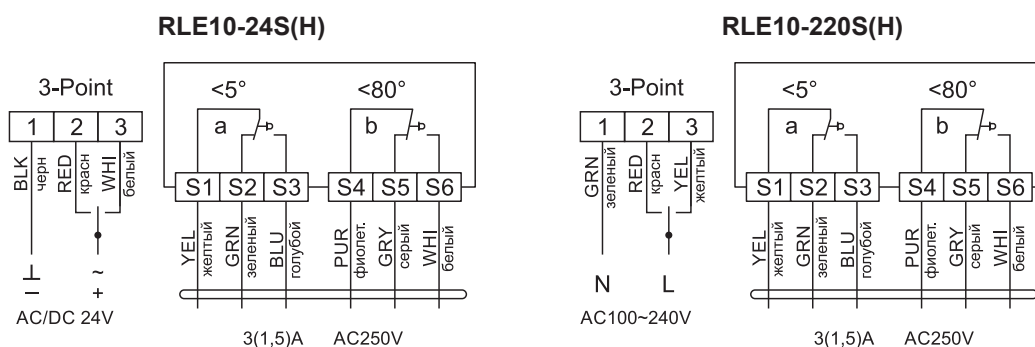 RLE10-24S(H)
3-Point
1 2 3
BLK черн
RED красн
WHI белый
⊥ ~
– +
AC/DC 24V
<5° <80°
a b
S1 S2 S3 S4 S5 S6
YEL желтый
GRN зеленый
BLU голубой
PUR фиолет.
GRY серый
WHI белый
3(1,5)A AC250V
RLE10-220S(H)
3-Point
1 2 3
GRN зеленый
RED красн
YEL желтый
N L
AC100~240V
<5° <80°
a b
S1 S2 S3 S4 S5 S6
YEL желтый
GRN зеленый
BLU голубой
PUR фиолет.
GRY серый
WHI белый
3(1,5)A AC250V